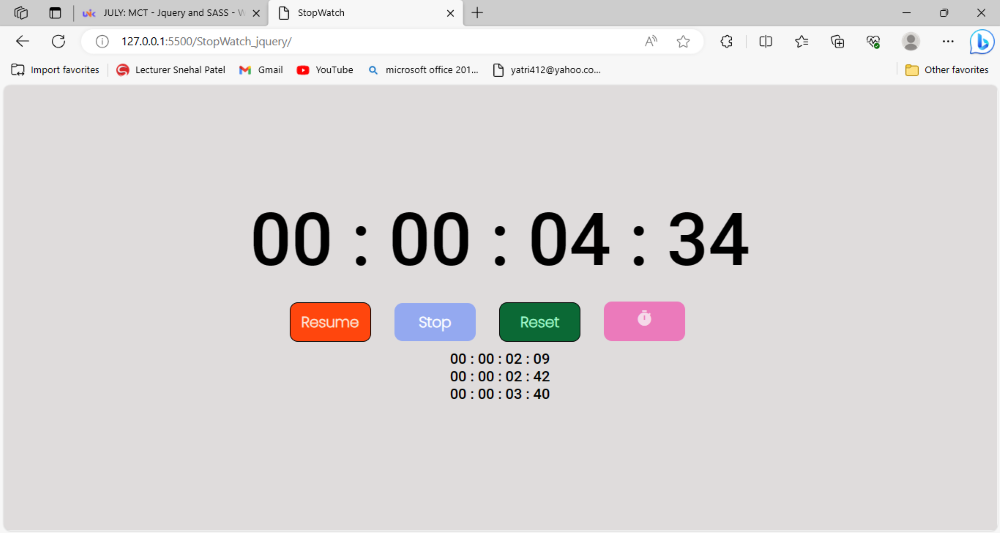 JULY: MCT - Jquery and SASS - W
StopWatch
127.0.0.1:5500/StopWatch_jquery/
Import favorites
Lecturer Snehal Patel
Gmail
YouTube
microsoft office 201...
yatri412@yahoo.co...
Other favorites
00 : 00 : 04 : 34
Resume
Stop
Reset
00 : 00 : 02 : 09
00 : 00 : 02 : 42
00 : 00 : 03 : 40